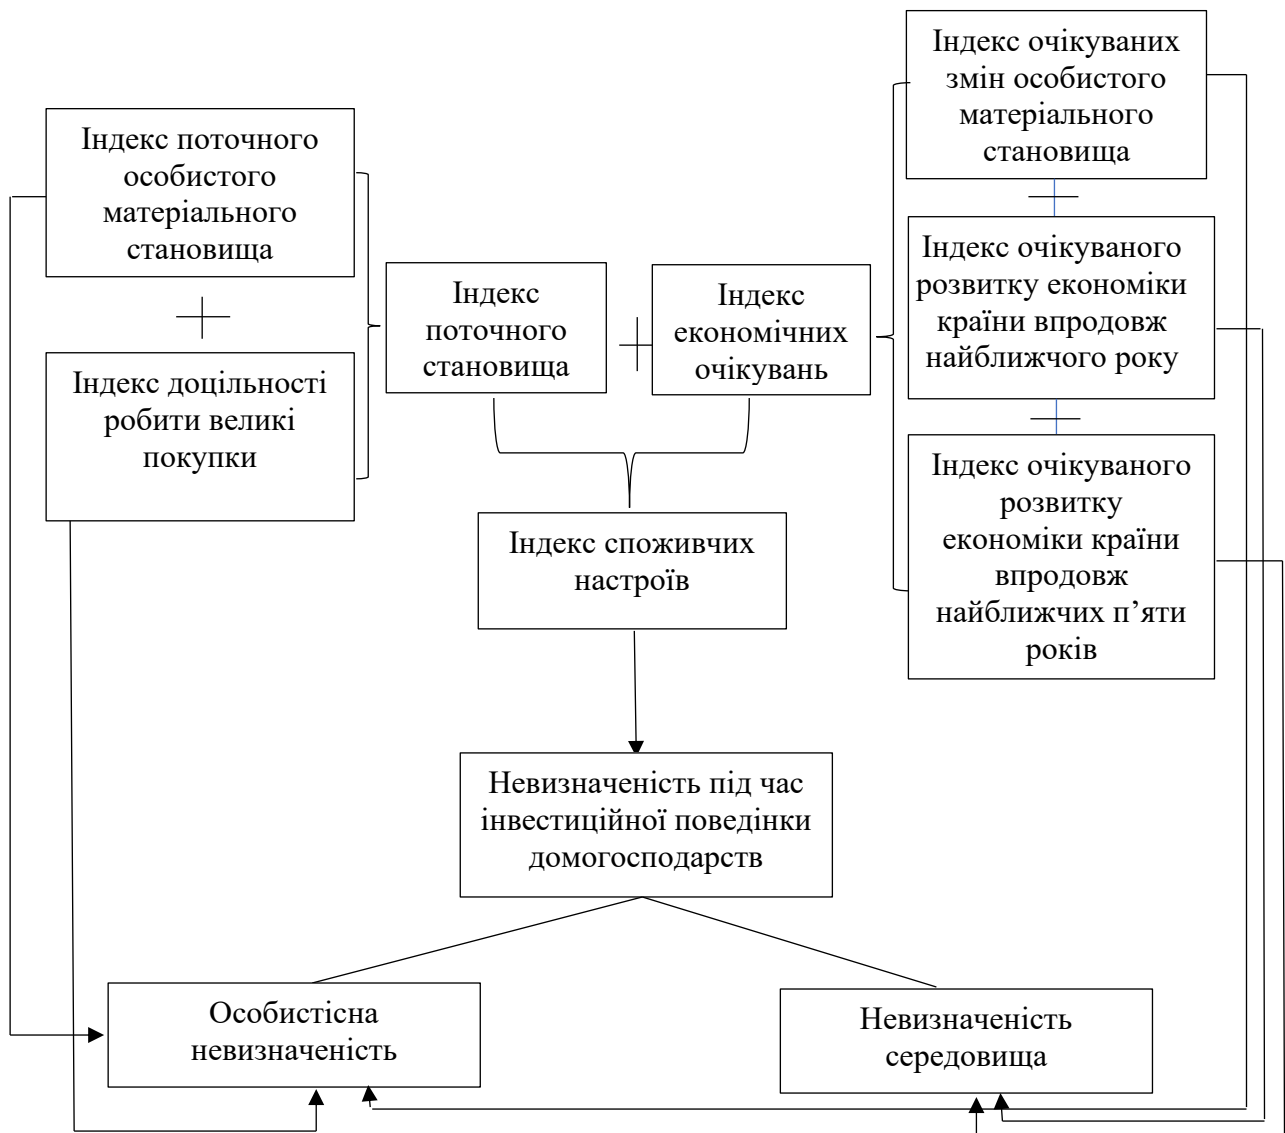 Індекс очікуваних
змін особистого
матеріального
становища
Індекс поточного
особистого
матеріального
становища
Індекс очікуваного
розвитку економіки
країни впродовж
найближчого року
Індекс
поточного
становища
Індекс
економічних
очікувань
Індекс доцільності
робити великі
покупки
Індекс очікуваного
розвитку
економіки країни
впродовж
найближчих п’яти
років
Індекс споживчих
настроїв
Невизначеність під час
інвестиційної поведінки
домогосподарств
Особистісна
невизначеність
Невизначеність
середовища